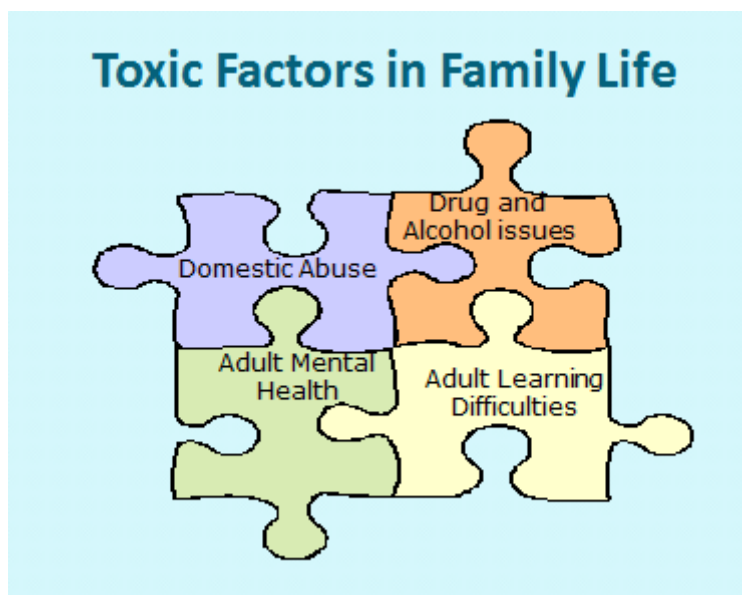 Toxic Factors in Family Life
Drug and
Alcohol issues
Domestic Abuse
Adult Mental
Health
Adult Learning
Difficulties